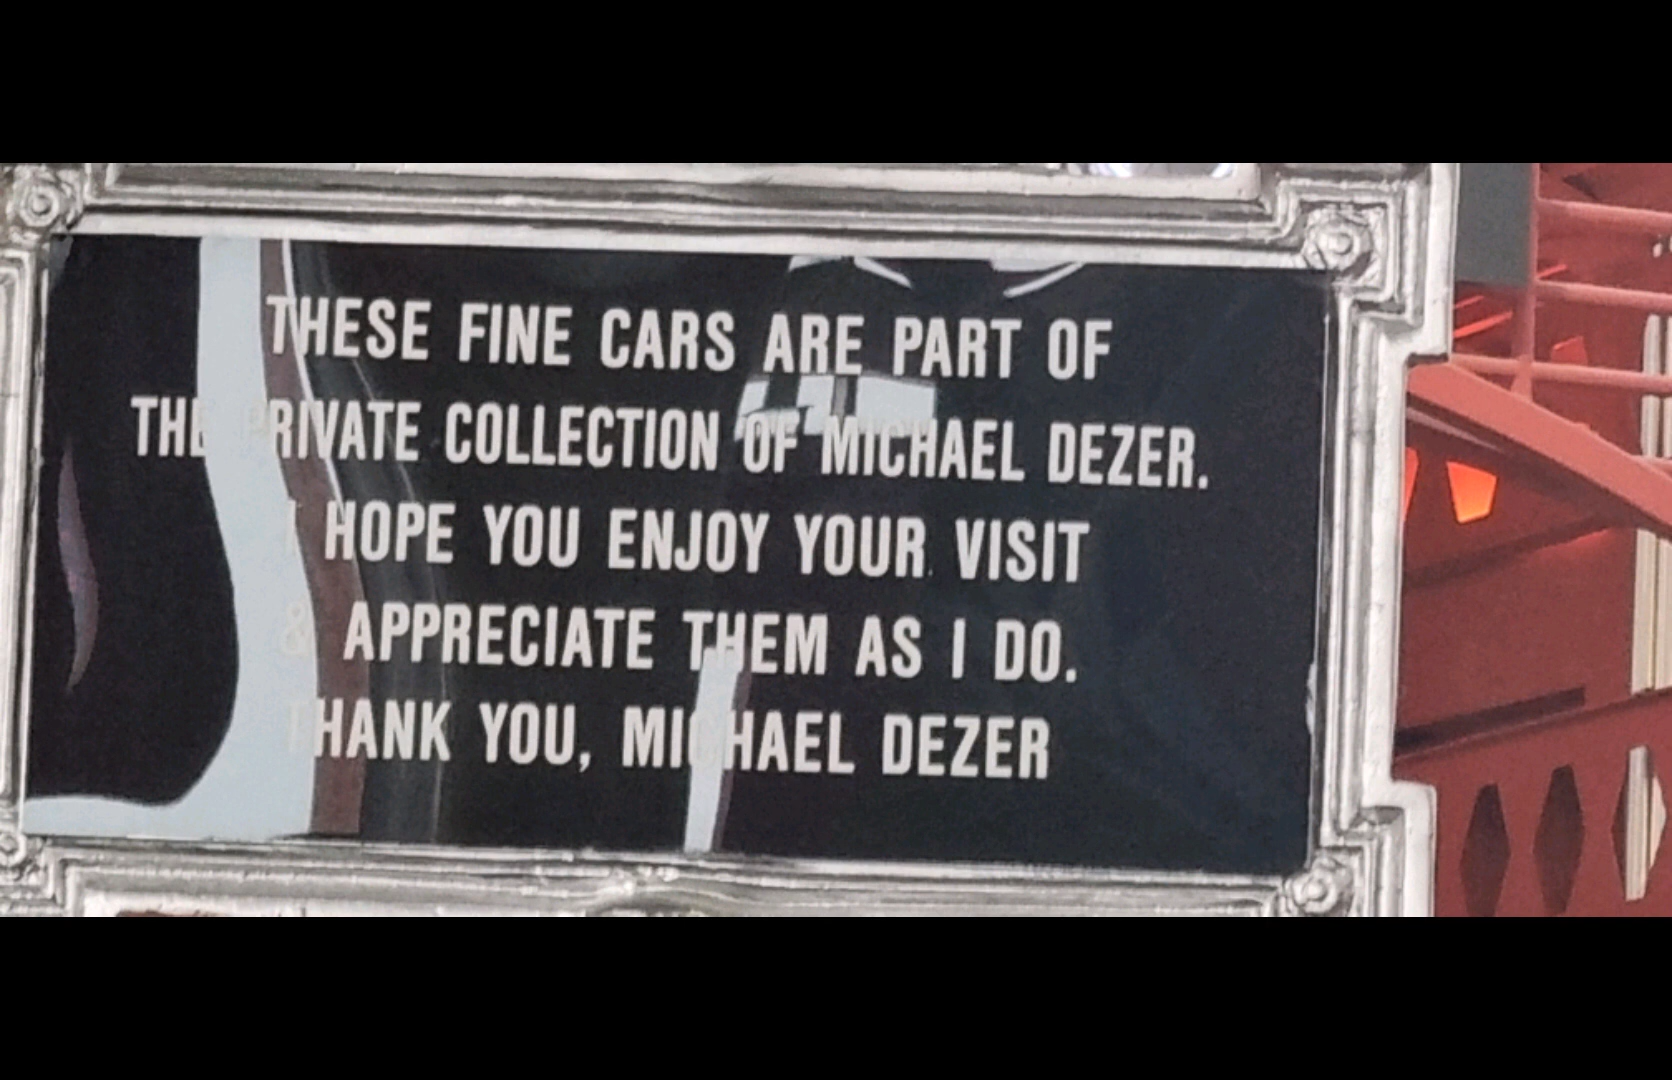 THESE FINE CARS ARE PART OF
THE PRIVATE COLLECTION OF MICHAEL DEZER.
I HOPE YOU ENJOY YOUR VISIT
& APPRECIATE THEM AS I DO.
THANK YOU, MICHAEL DEZER